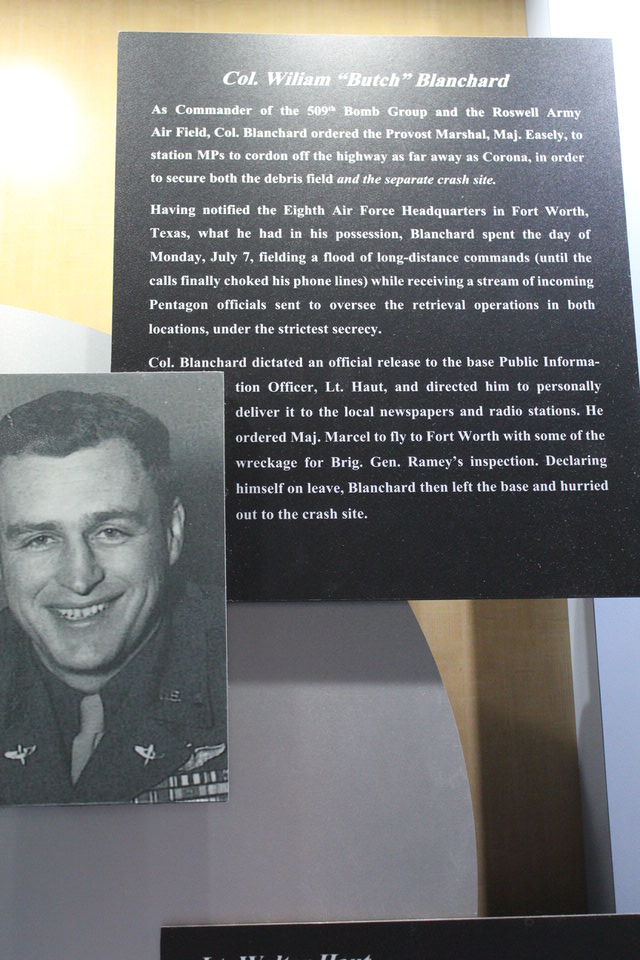 Col. Wiliam “Butch” Blanchard
As Commander of the 509th Bomb Group and the Roswell Army
Air Field, Col. Blanchard ordered the Provost Marshal, Maj. Easely, to
station MPs to cordon off the highway as far away as Corona, in order
to secure both the debris field and the separate crash site.
Having notified the Eighth Air Force Headquarters in Fort Worth,
Texas, what he had in his possession, Blanchard spent the day of
Monday, July 7, fielding a flood of long-distance commands (until the
calls finally choked his phone lines) while receiving a stream of incoming
Pentagon officials sent to oversee the retrieval operations in both
locations, under the strictest secrecy.
Col. Blanchard dictated an official release to the base Public Informa-
tion Officer, Lt. Haut, and directed him to personally
deliver it to the local newspapers and radio stations. He
ordered Maj. Marcel to fly to Fort Worth with some of the
wreckage for Brig. Gen. Ramey’s inspection. Declaring
himself on leave, Blanchard then left the base and hurried
out to the crash site.
Lt. Walter Haut